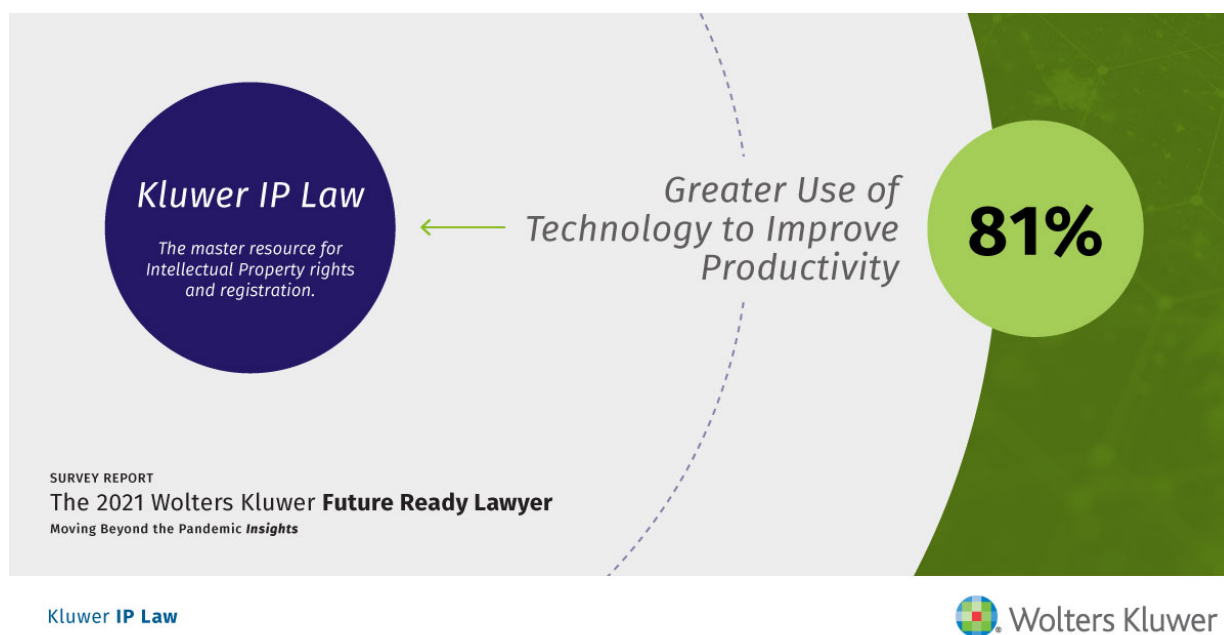 Kluwer IP Law
The master resource for
Intellectual Property rights
and registration.
Greater Use of
Technology to Improve
Productivity
81%
SURVEY REPORT
The 2021 Wolters Kluwer Future Ready Lawyer
Moving Beyond the Pandemic Insights
Kluwer IP Law
Wolters Kluwer